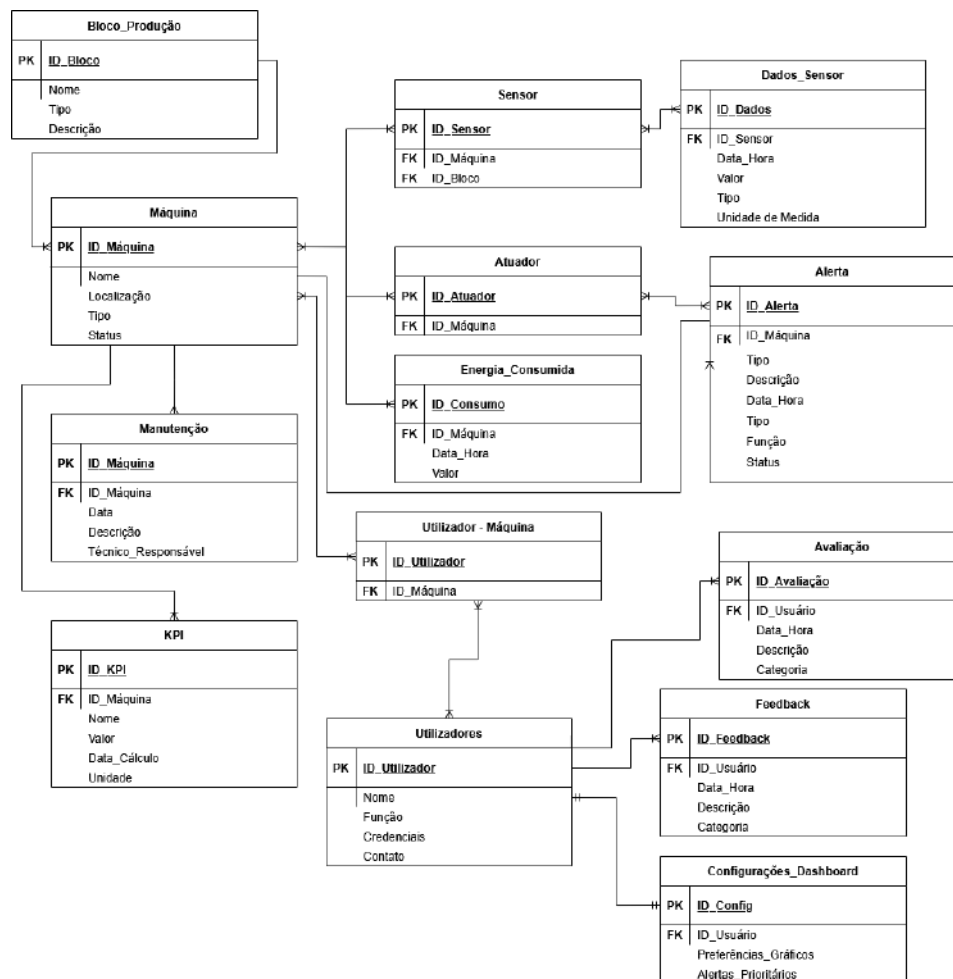 Bloco_Produção
PK ID_Bloco
Nome
Tipo
Descrição
Sensor
PK ID_Sensor
FK ID_Máquina
FK ID_Bloco
Dados_Sensor
PK ID_Dados
FK ID_Sensor
Data_Hora
Valor
Tipo
Unidade de Medida
Máquina
PK ID_Máquina
Nome
Localização
Tipo
Status
Atuador
PK ID_Atuador
FK ID_Máquina
Alerta
PK ID_Alerta
FK ID_Máquina
Tipo
Descrição
Data_Hora
Tipo
Função
Status
Energia_Consumida
PK ID_Consumo
FK ID_Máquina
Data_Hora
Valor
Manutenção
PK ID_Máquina
FK ID_Máquina
Data
Descrição
Técnico_Responsável
Utilizador - Máquina
PK ID_Utilizador
FK ID_Máquina
Avaliação
PK ID_Avaliação
FK ID_Usuário
Data_Hora
Descrição
Categoria
KPI
PK ID_KPI
FK ID_Máquina
Nome
Valor
Data_Cálculo
Unidade
Utilizadores
PK ID_Utilizador
Nome
Função
Credenciais
Contato
Feedback
PK ID_Feedback
FK ID_Usuário
Data_Hora
Descrição
Categoria
Configurações_Dashboard
PK ID_Config
FK ID_Usuário
Preferências_Gráficos
Alertas_Prioritários